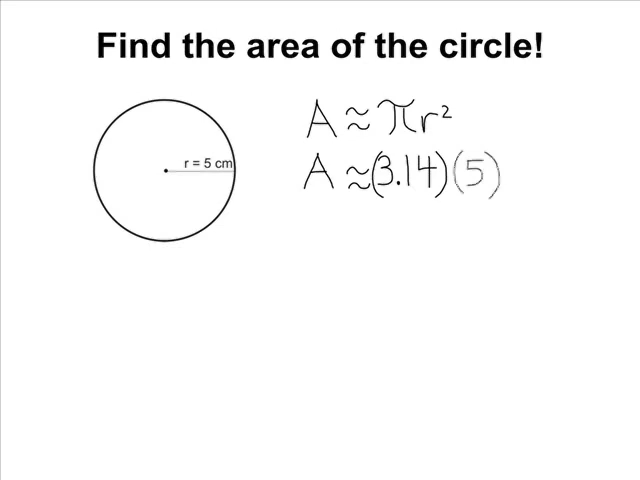 Find the area of the circle!
A ≈ πr²
r = 5 cm
A ≈ (3.14)(5)